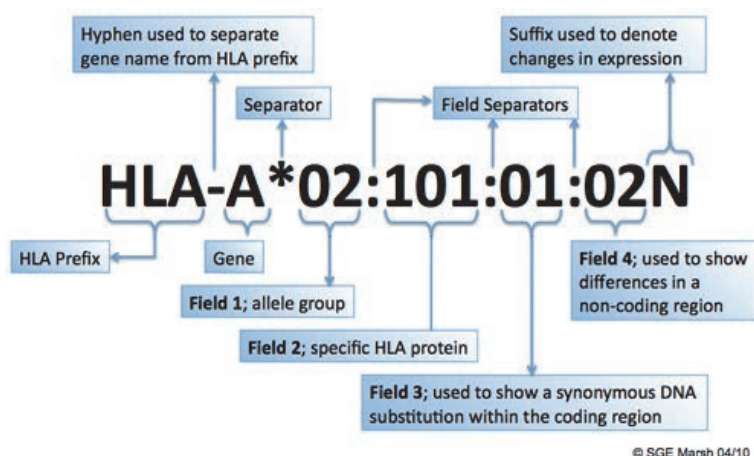 Hyphen used to separate
gene name from HLA prefix
Suffix used to denote
changes in expression
Separator
Field Separators
HLA-A*02:101:01:02N
HLA Prefix
Gene
Field 4; used to show
differences in a
non-coding region
Field 1; allele group
Field 2; specific HLA protein
Field 3; used to show a synonymous DNA
substitution within the coding region
© SGE Marsh 04/10